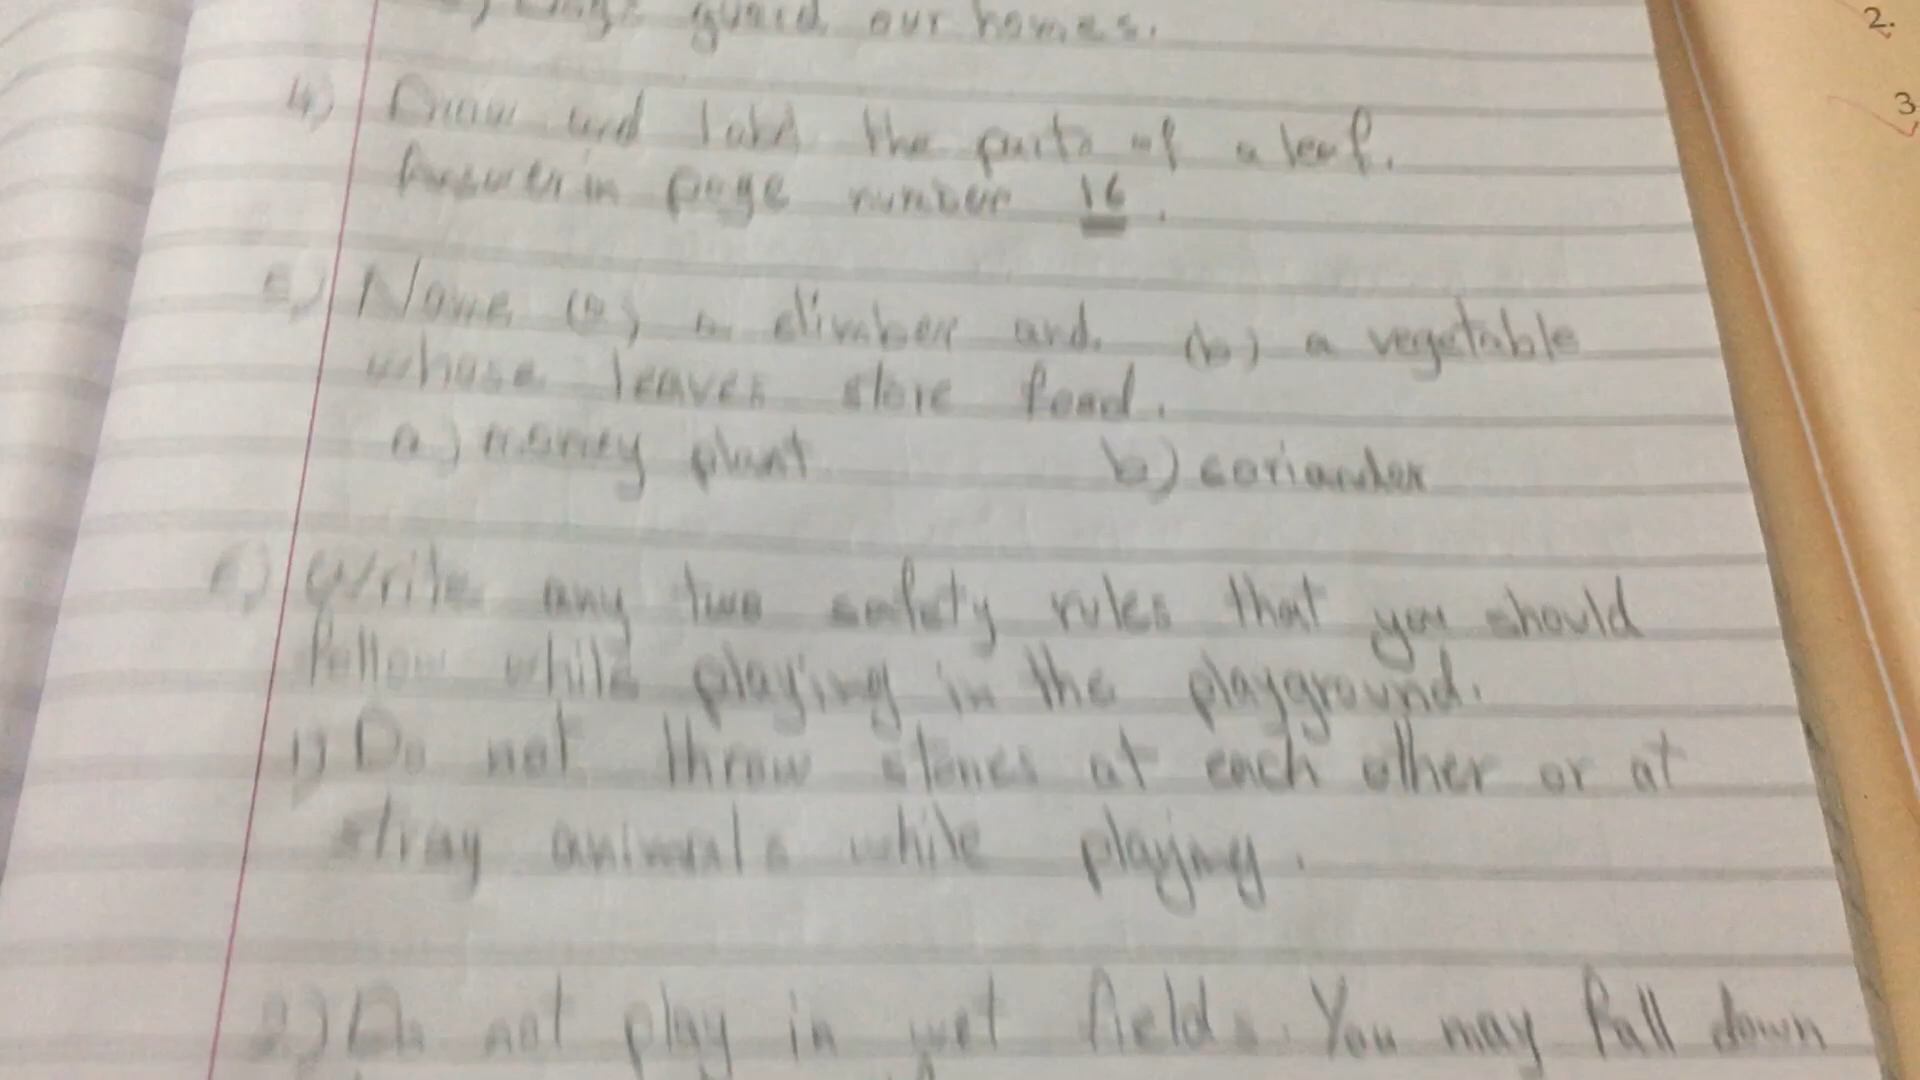 Dogs guard our homes.
4) Draw and label the parts of a leaf.
Answer in page number 16.
5) Name (a) a climber and (b) a vegetable
whose leaves store food.
a) money plant b) coriander
6) Write any two safety rules that you should
follow while playing in the playground.
1) Do not throw stones at each other or at
stray animals while playing.
2) Do not play in wet fields. You may fall down
2.
3